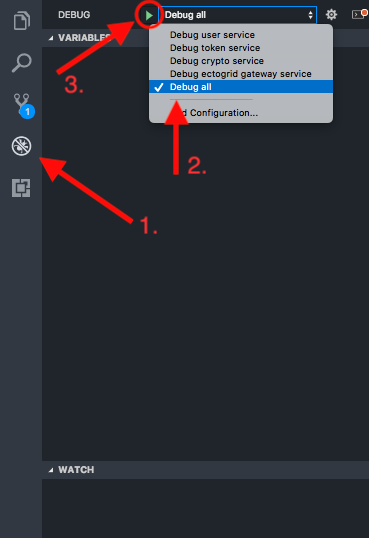 DEBUG
Debug all
VARIABLES
Debug user service
Debug token service
Debug crypto service
Debug ectogrid gateway service
Debug all
d Configuration...
3.
1
2.
1.
WATCH